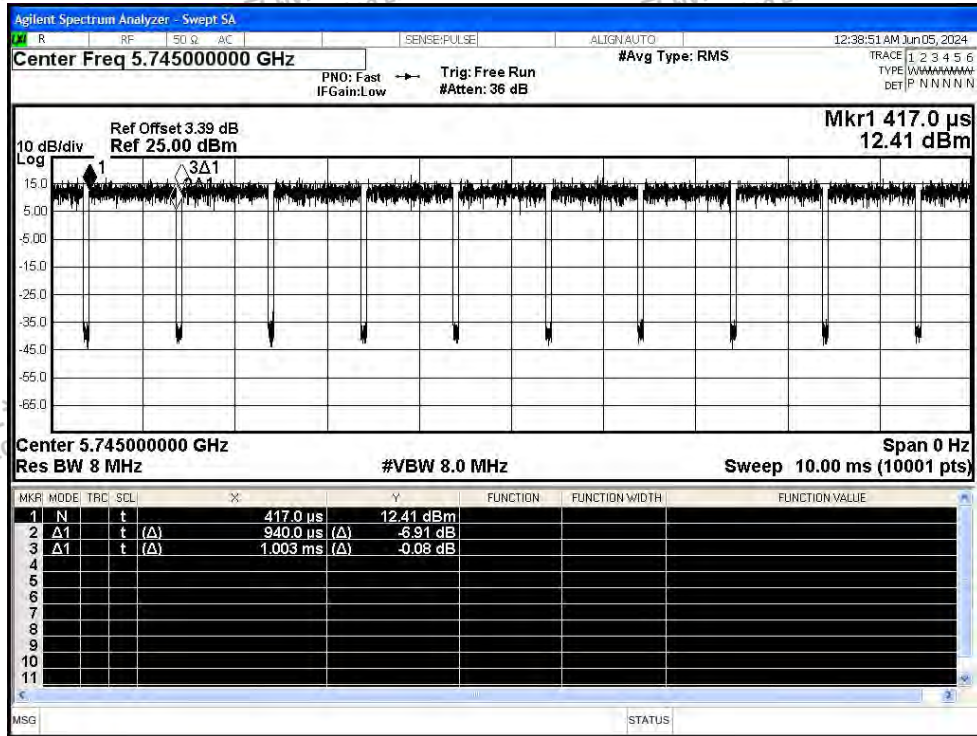 Agilent Spectrum Analyzer - Swept SA
LXI R RF 50 Ω AC SENSE:PULSE ALIGN AUTO 12:38:51 AM Jun 05, 2024
Center Freq 5.745000000 GHz #Avg Type: RMS TRACE 1 2 3 4 5 6
PNO: Fast Trig: Free Run TYPE WWWWWW
IFGain:Low #Atten: 36 dB DET P N N N N N
Mkr1 417.0 µs
Ref Offset 3.39 dB
10 dB/div Ref 25.00 dBm 12.41 dBm
Log
1 3Δ1
15.0
5.00
-5.00
-15.0
-25.0
-35.0
-45.0
-55.0
-65.0
Center 5.745000000 GHz Span 0 Hz
Res BW 8 MHz #VBW 8.0 MHz Sweep 10.00 ms (10001 pts)
MKR MODE TRC SCL X Y FUNCTION FUNCTION WIDTH FUNCTION VALUE
1 N t 417.0 µs 12.41 dBm
2 Δ1 t (Δ) 940.0 µs (Δ) -6.91 dB
3 Δ1 t (Δ) 1.003 ms (Δ) -0.08 dB
4
5
6
7
8
9
10
11
MSG STATUS